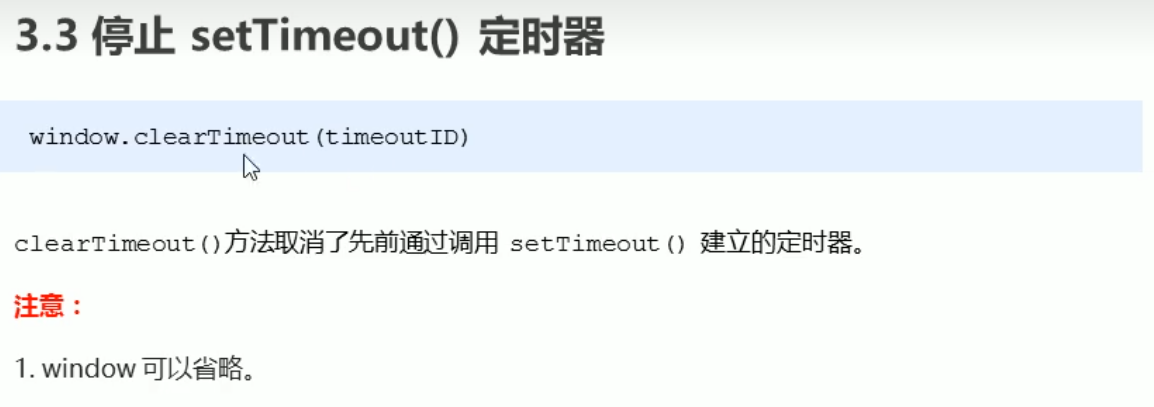 3.3 停止 setTimeout() 定时器
window.clearTimeout(timeoutID)
clearTimeout()方法取消了先前通过调用 setTimeout() 建立的定时器。
注意：
1. window 可以省略。